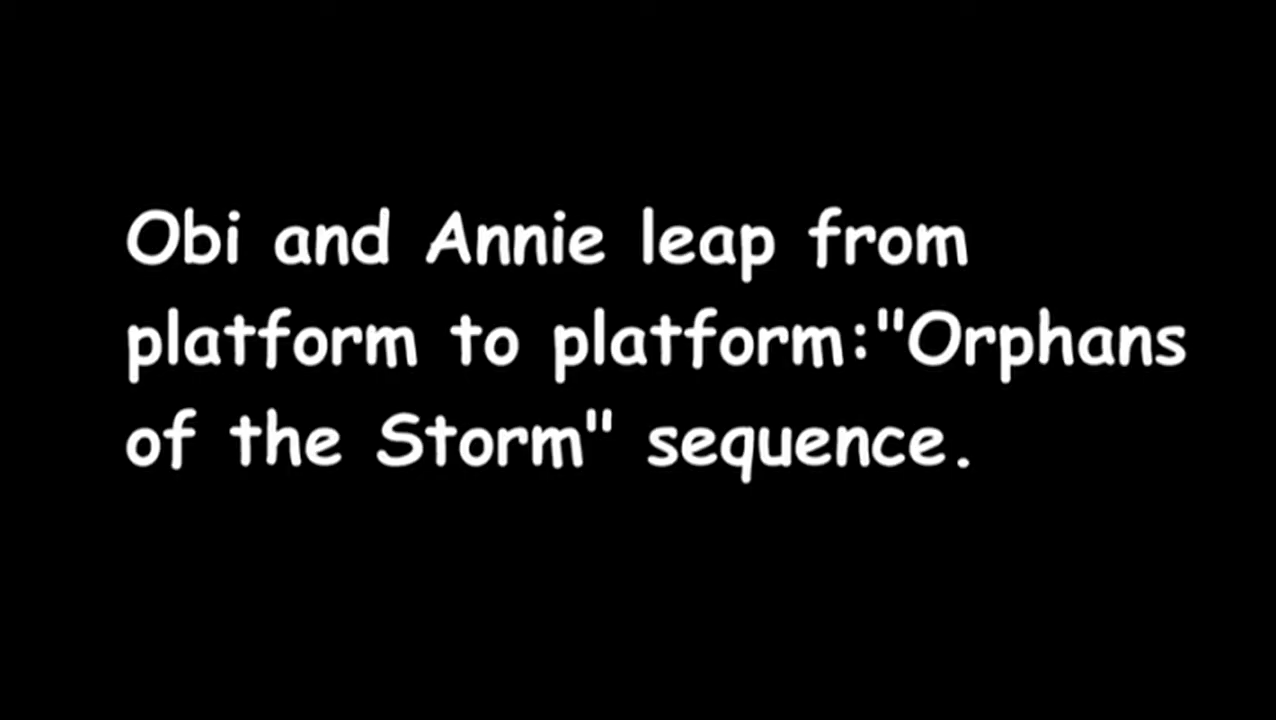 Obi and Annie leap from
platform to platform:"Orphans
of the Storm" sequence.